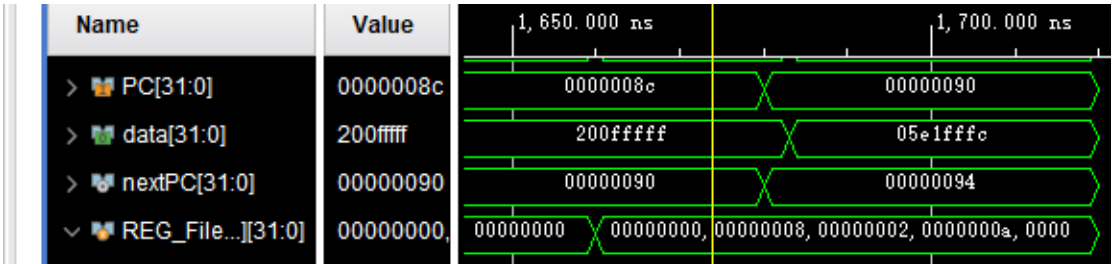 Name Value 1,650.000 ns 1,700.000 ns
PC[31:0] 0000008c 0000008c 00000090
data[31:0] 200fffff 200fffff 05e1fffc
nextPC[31:0] 00000090 00000090 00000094
REG_File...][31:0] 00000000, 00000000 00000000, 00000008, 00000002, 0000000a, 0000